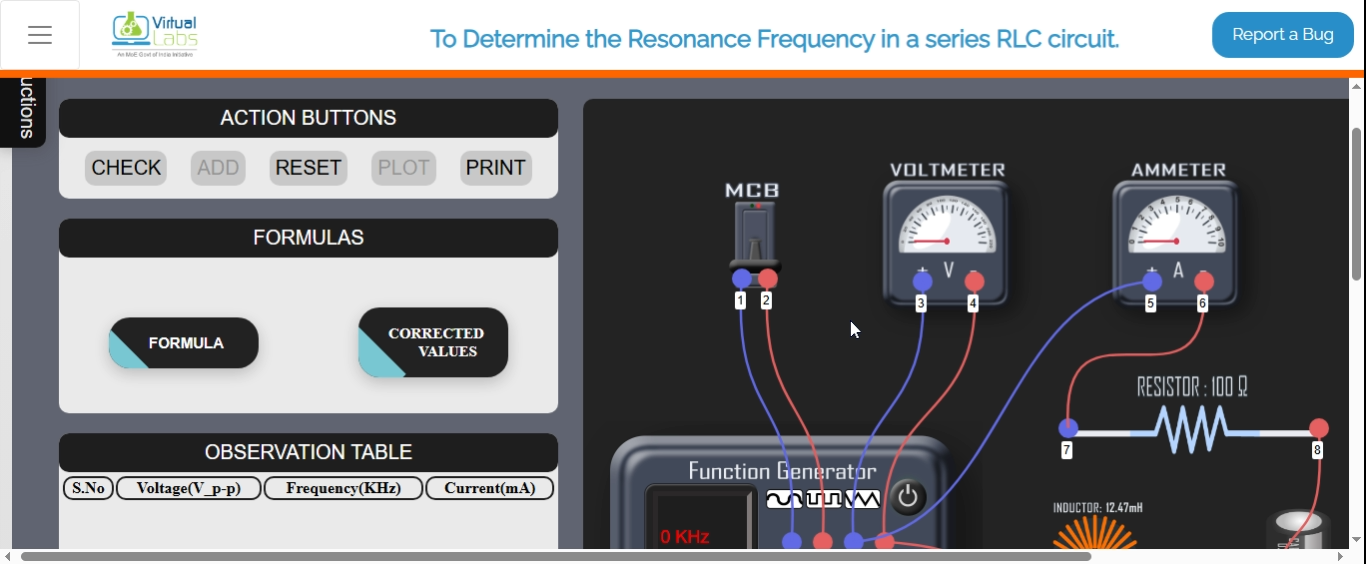 Virtual
Labs
An MoE Govt of India Initiative
To Determine the Resonance Frequency in a series RLC circuit.
Report a Bug
uctions
ACTION BUTTONS
CHECK
ADD
RESET
PLOT
PRINT
FORMULAS
FORMULA
CORRECTED
VALUES
OBSERVATION TABLE
S.No
Voltage(V_p-p)
Frequency(KHz)
Current(mA)
MCB
1
2
VOLTMETER
+ V -
3
4
AMMETER
+ A -
5
6
RESISTOR : 100 Ω
7
8
Function Generator
0 KHz
INDUCTOR: 12.47mH